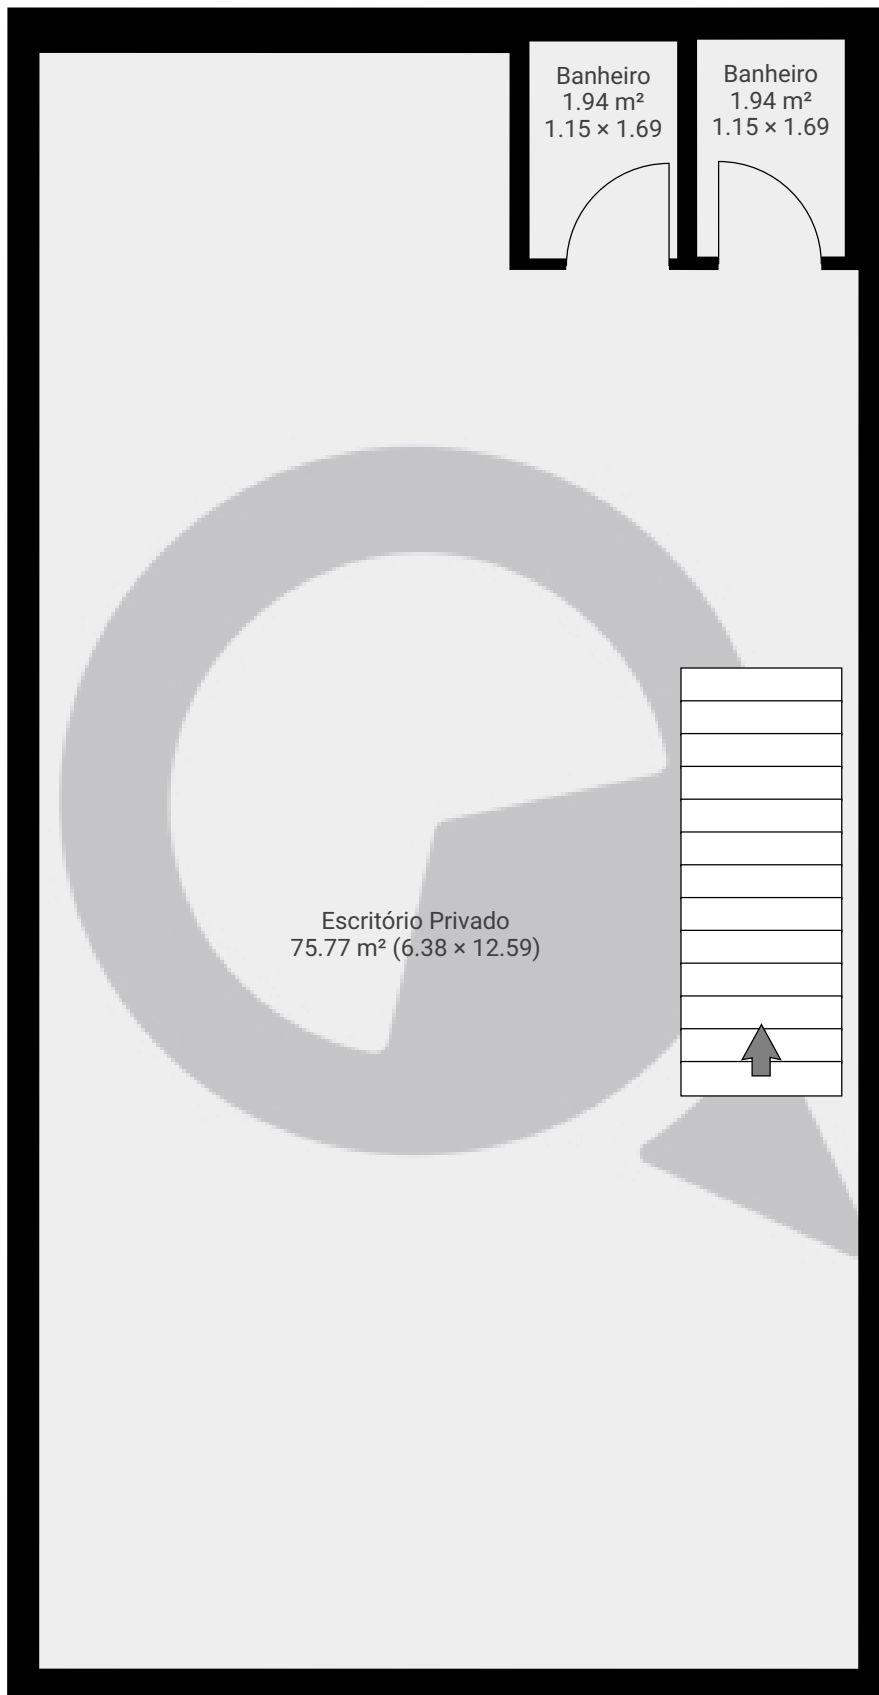 Banheiro
1.94 m²
1.15 × 1.69
Banheiro
1.94 m²
1.15 × 1.69
Escritório Privado
75.77 m² (6.38 × 12.59)